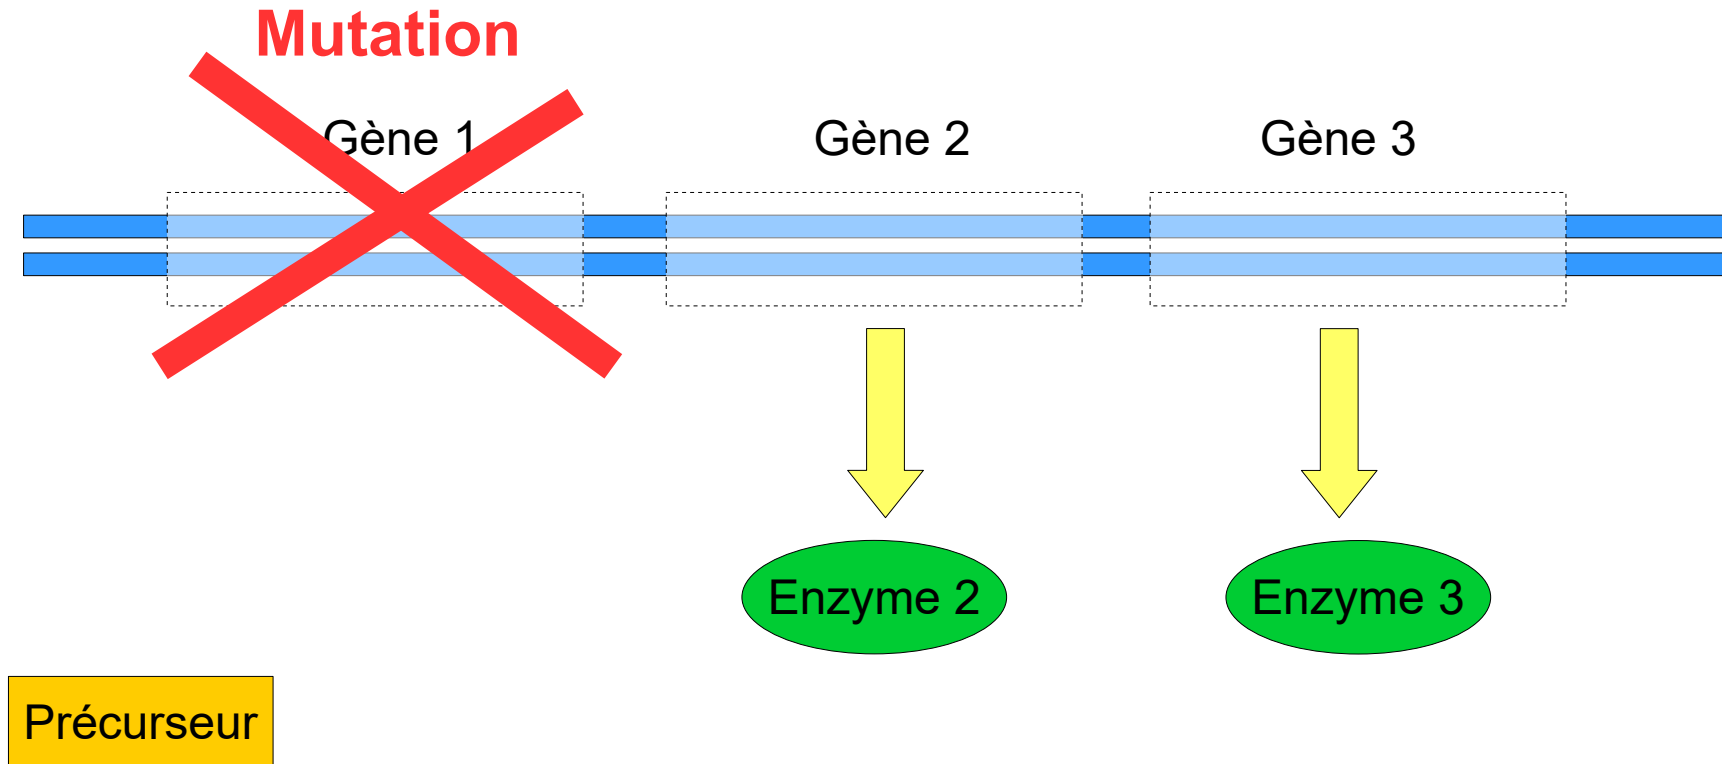 Mutation
Gène 1
Gène 2
Gène 3
Enzyme 2
Enzyme 3
Précurseur